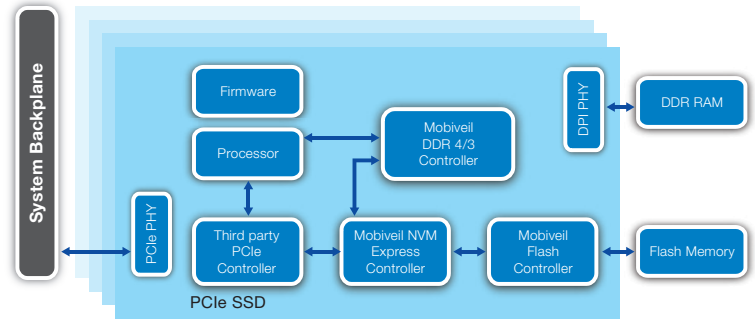 System Backplane
Firmware
Processor
Mobiveil
DDR 4/3
Controller
DPI PHY
DDR RAM
PCIe PHY
Third party
PCIe
Controller
Mobiveil NVM
Express
Controller
Mobiveil
Flash
Controller
Flash Memory
PCIe SSD